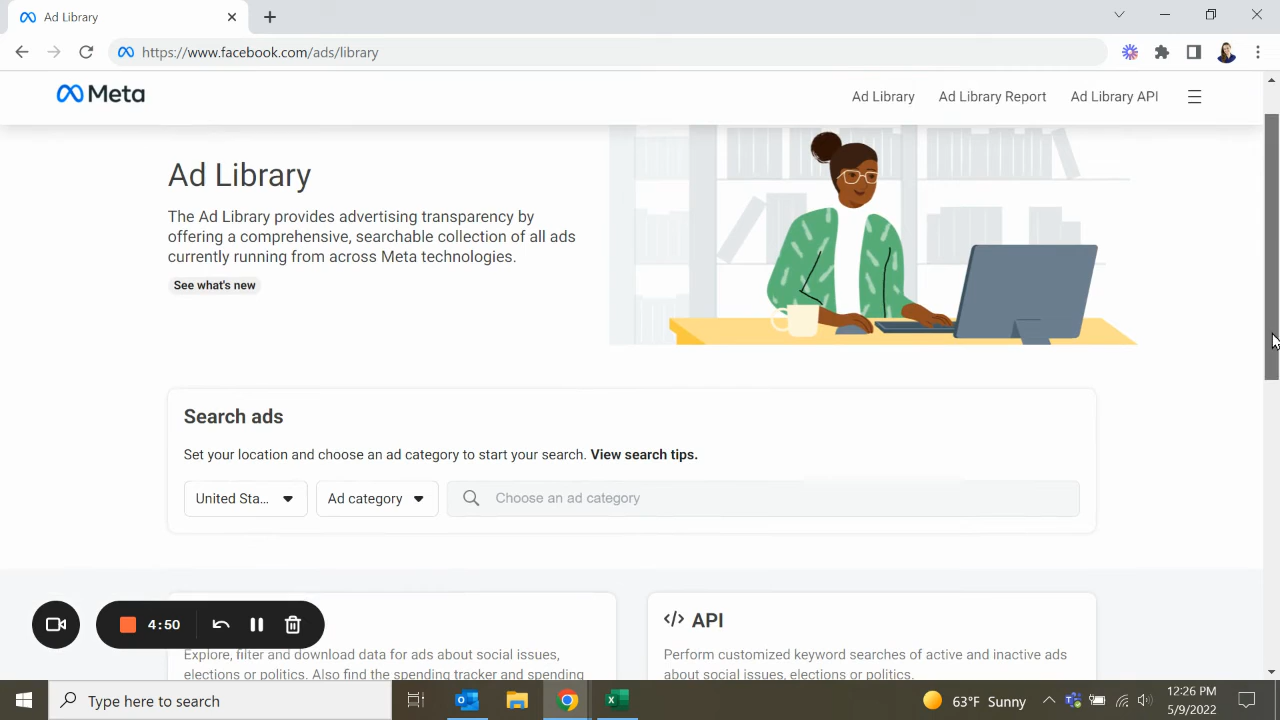 Ad Library
https://www.facebook.com/ads/library
Meta
Ad Library
Ad Library Report
Ad Library API
Ad Library
The Ad Library provides advertising transparency by
offering a comprehensive, searchable collection of all ads
currently running from across Meta technologies.
See what's new
Search ads
Set your location and choose an ad category to start your search. View search tips.
United Sta...
Ad category
Choose an ad category
4:50
Explore, filter and download data for ads about social issues,
elections or politics. Also find the spending tracker and spending
</> API
Perform customized keyword searches of active and inactive ads
about social issues, elections or politics.
Type here to search
63°F Sunny
12:26 PM
5/9/2022